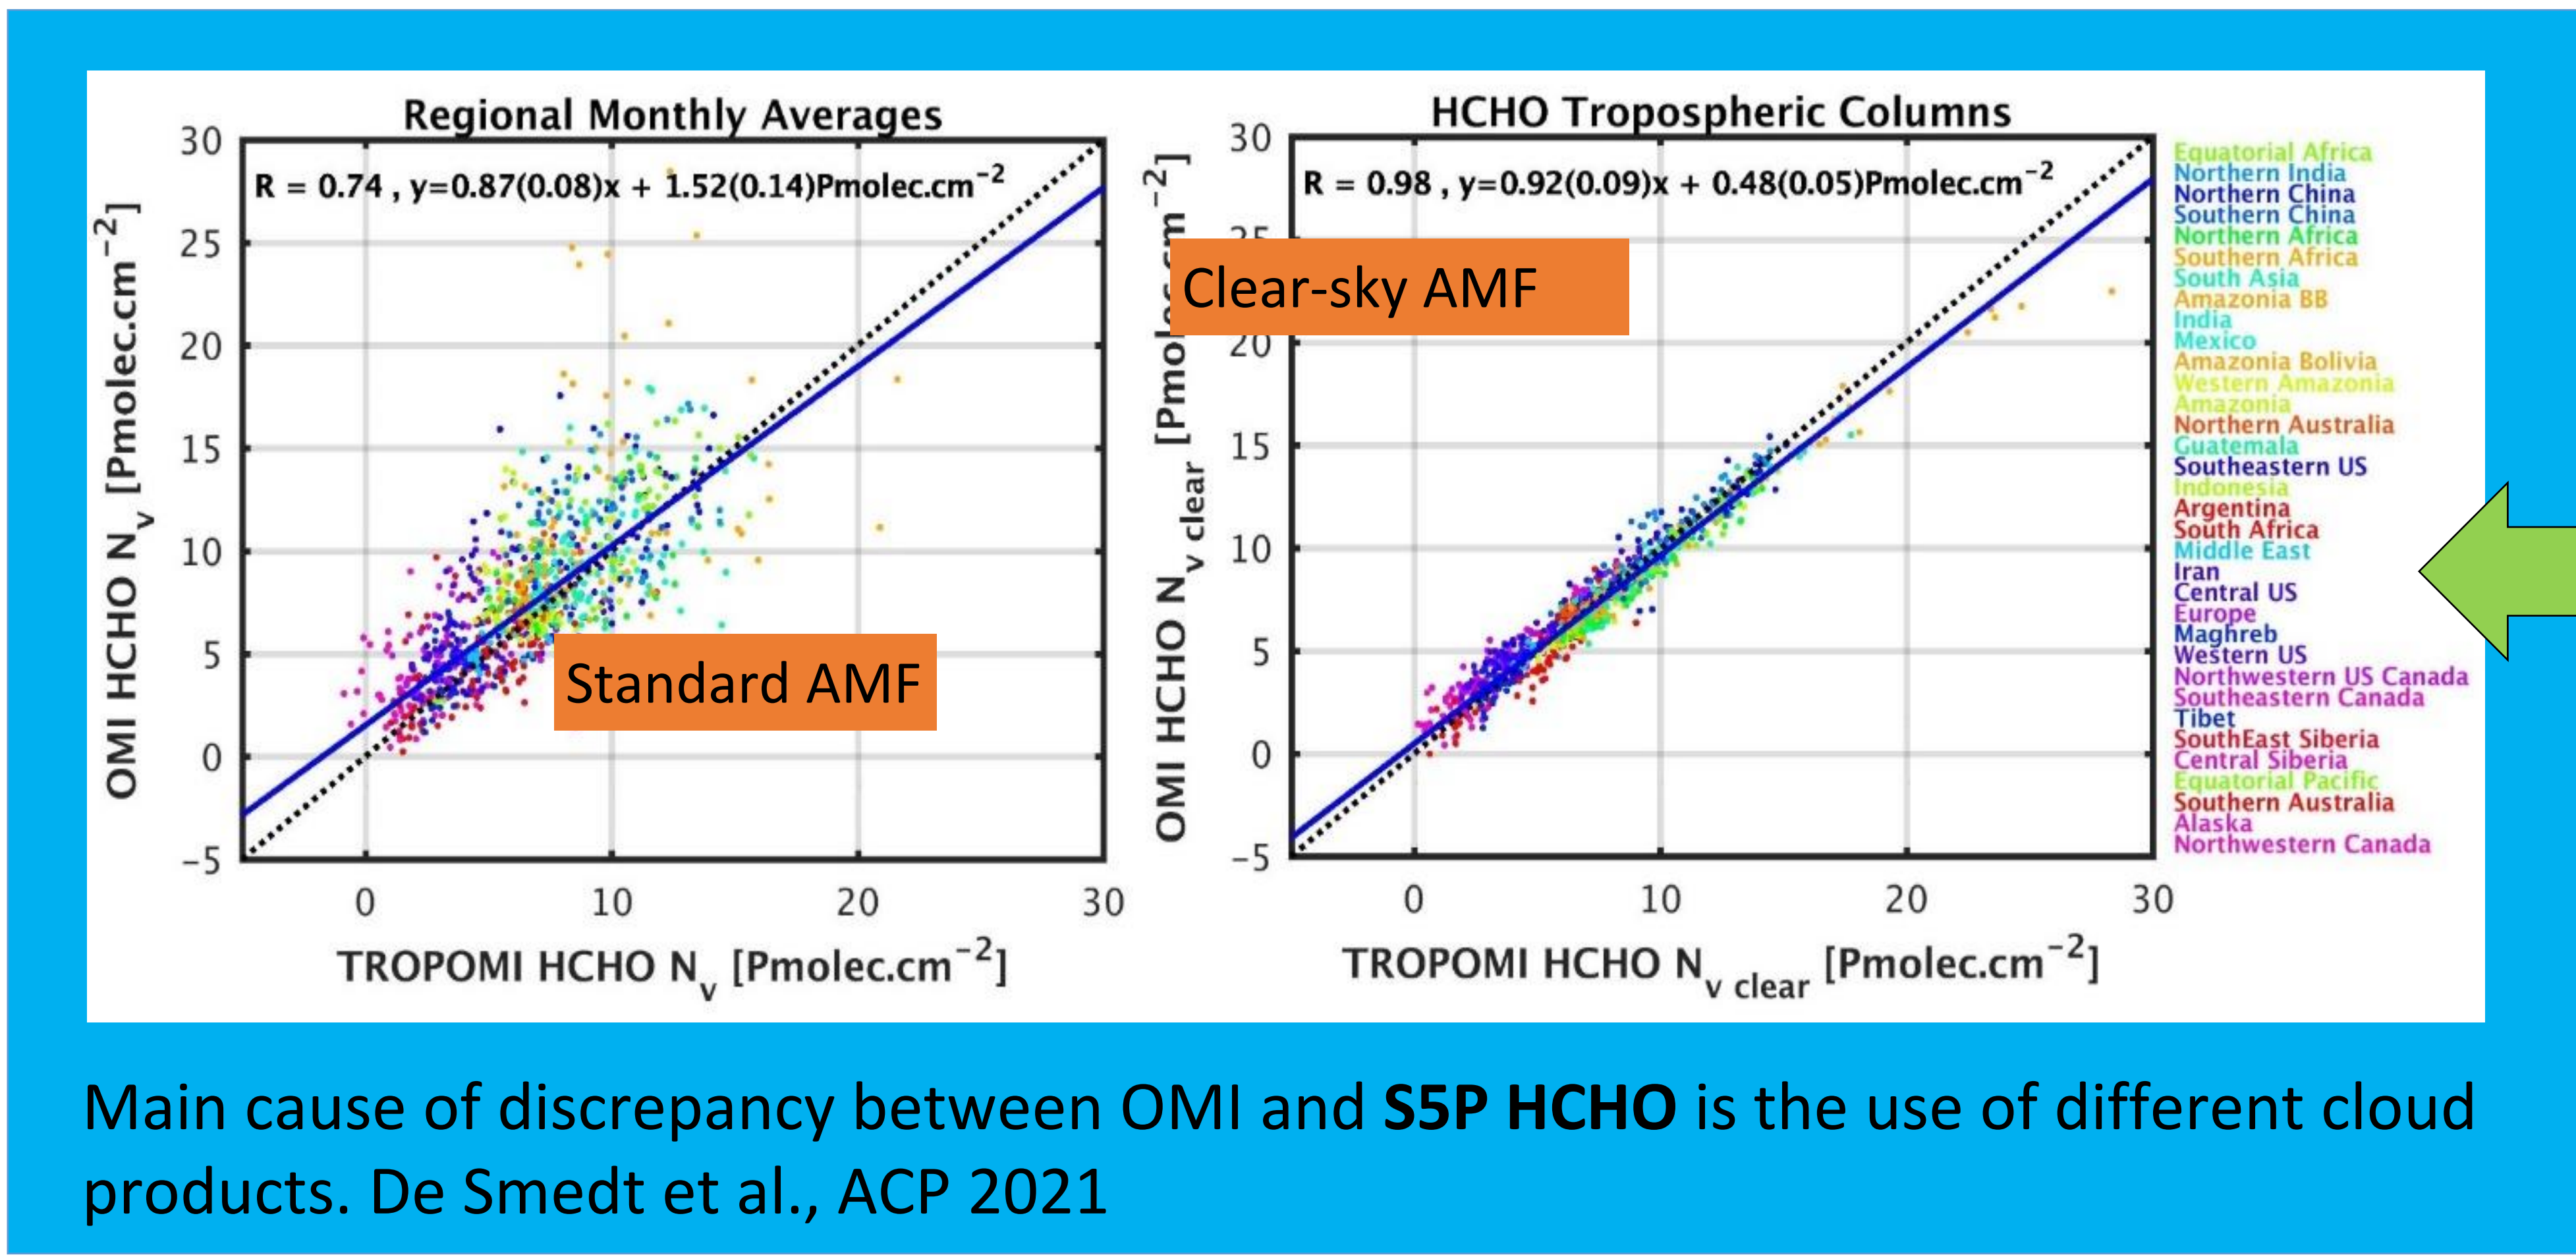 Regional Monthly Averages
R = 0.74 , y=0.87(0.08)x + 1.52(0.14)Pmolec.cm⁻²
30
25
20
15
10
5
0
−5
OMI HCHO Nv [Pmolec.cm⁻²]
Standard AMF
0 10 20 30
TROPOMI HCHO Nv [Pmolec.cm⁻²]
HCHO Tropospheric Columns
R = 0.98 , y=0.92(0.09)x + 0.48(0.05)Pmolec.cm⁻²
30
25
20
15
10
5
0
−5
OMI HCHO Nv clear [Pmolec.cm⁻²]
Clear-sky AMF
0 10 20 30
TROPOMI HCHO Nv clear [Pmolec.cm⁻²]
Equatorial Africa
Northern India
Northern China
Southern China
Northern Africa
Southern Africa
South Asia
Amazonia BB
India
Mexico
Amazonia Bolivia
Western Amazonia
Amazonia
Northern Australia
Guatemala
Southeastern US
Indonesia
Argentina
South Africa
Middle East
Iran
Central US
Europe
Maghreb
Western US
Northwestern US Canada
Southeastern Canada
Tibet
SouthEast Siberia
Central Siberia
Equatorial Pacific
Southern Australia
Alaska
Northwestern Canada
Main cause of discrepancy between OMI and S5P HCHO is the use of different cloud
products. De Smedt et al., ACP 2021